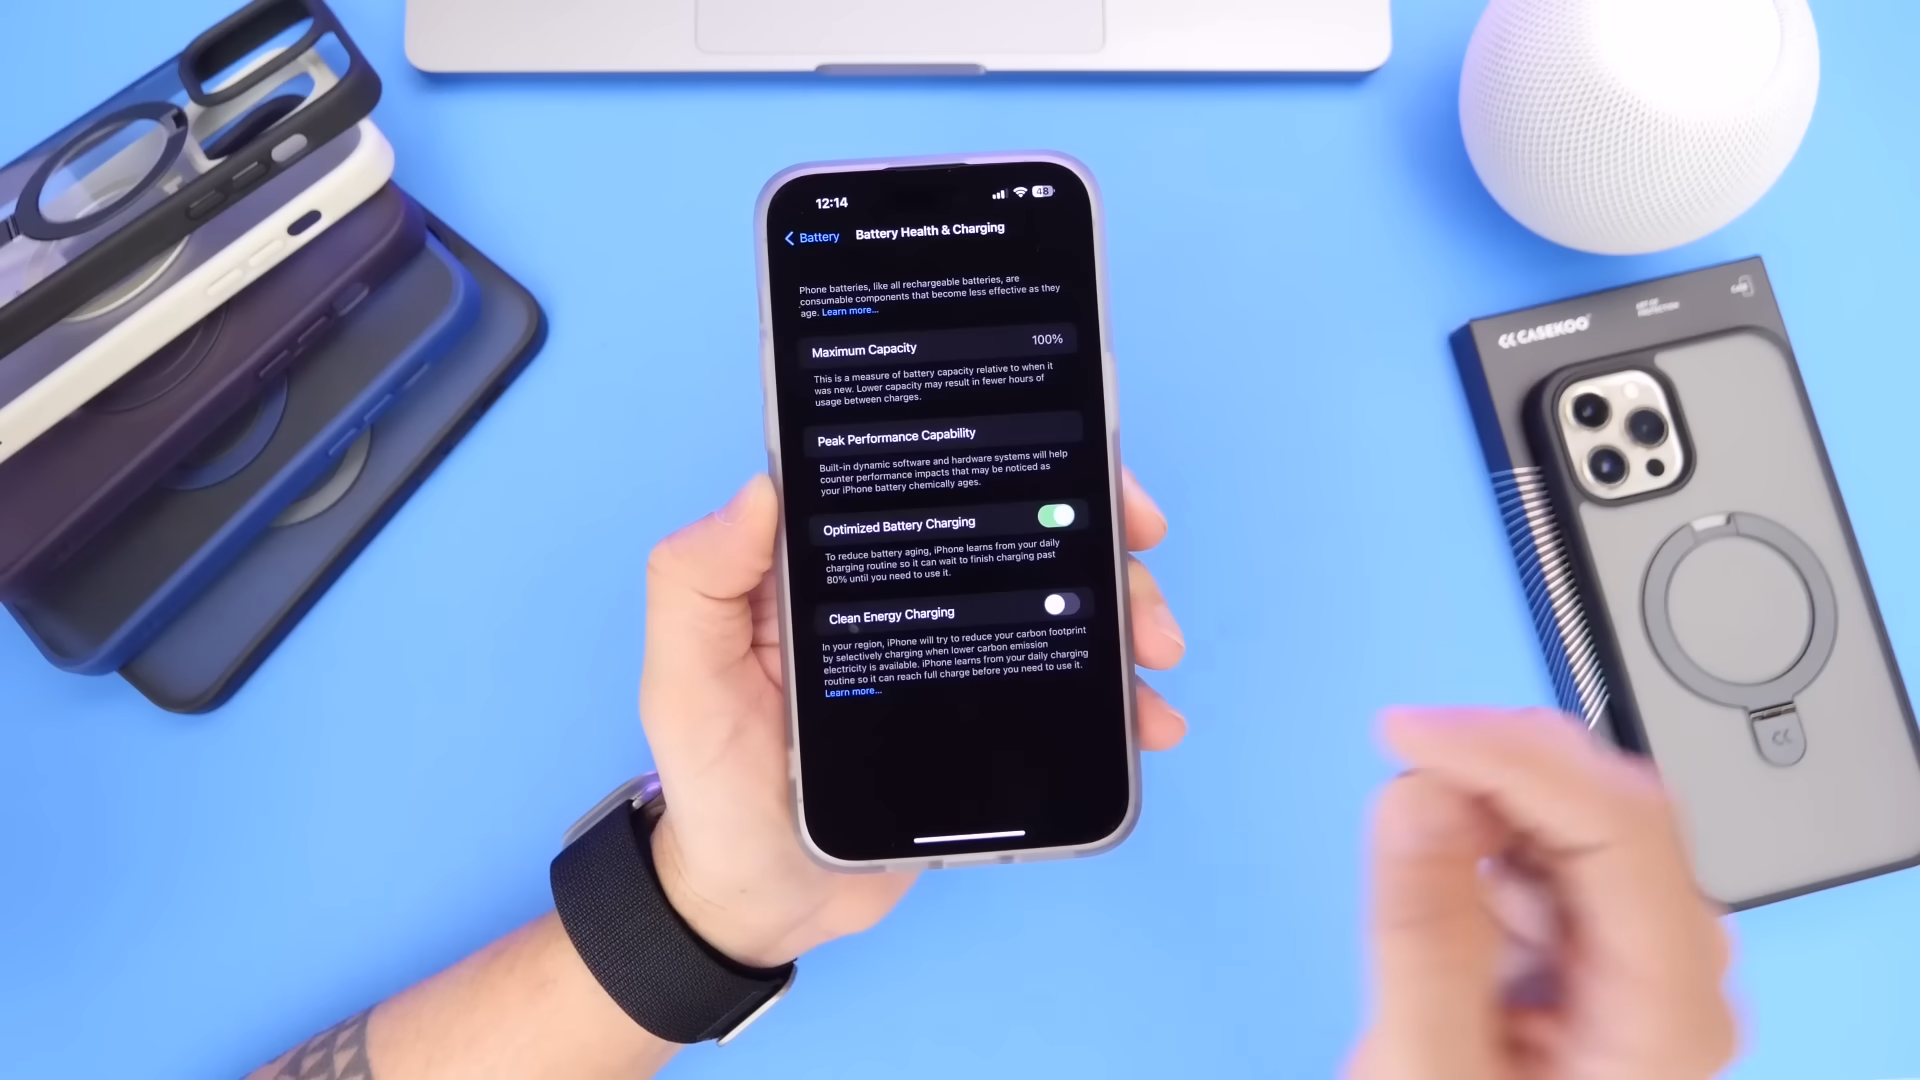 12:14
48
Battery
Battery Health & Charging
Phone batteries, like all rechargeable batteries, are
consumable components that become less effective as they
age. Learn more...
Maximum Capacity 100%
This is a measure of battery capacity relative to when it
was new. Lower capacity may result in fewer hours of
usage between charges.
Peak Performance Capability
Built-in dynamic software and hardware systems will help
counter performance impacts that may be noticed as
your iPhone battery chemically ages.
Optimized Battery Charging
To reduce battery aging, iPhone learns from your daily
charging routine so it can wait to finish charging past
80% until you need to use it.
Clean Energy Charging
In your region, iPhone will try to reduce your carbon footprint
by selectively charging when lower carbon emission
electricity is available. iPhone learns from your daily charging
routine so it can reach full charge before you need to use it.
Learn more...
CASEKOO